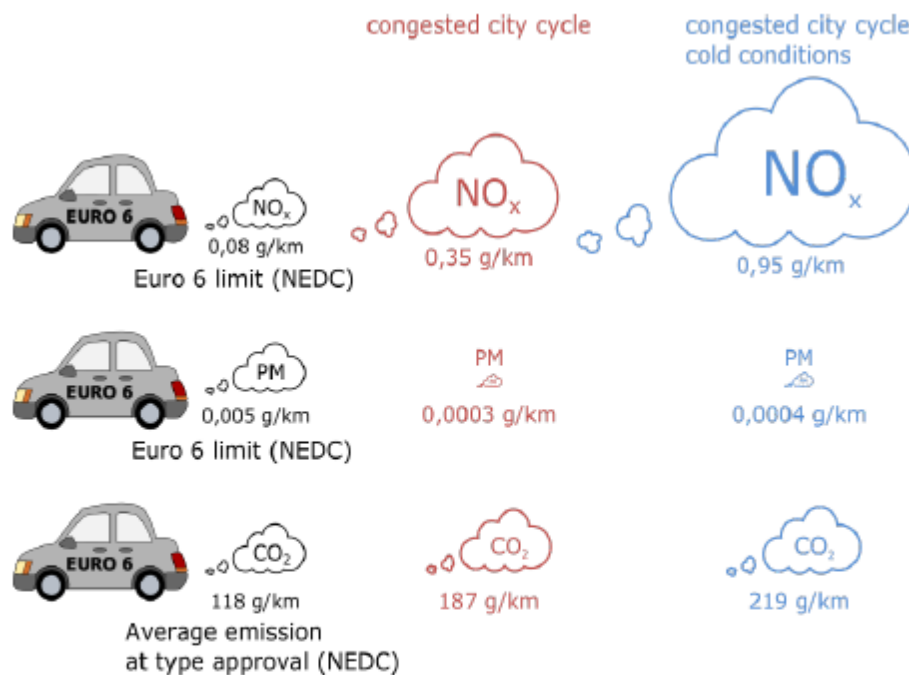 congested city cycle
congested city cycle
cold conditions
EURO 6
NOₓ
0,08 g/km
Euro 6 limit (NEDC)
NOₓ
0,35 g/km
NOₓ
0,95 g/km
EURO 6
PM
0,005 g/km
Euro 6 limit (NEDC)
PM
0,0003 g/km
PM
0,0004 g/km
EURO 6
CO₂
118 g/km
Average emission
at type approval (NEDC)
CO₂
187 g/km
CO₂
219 g/km